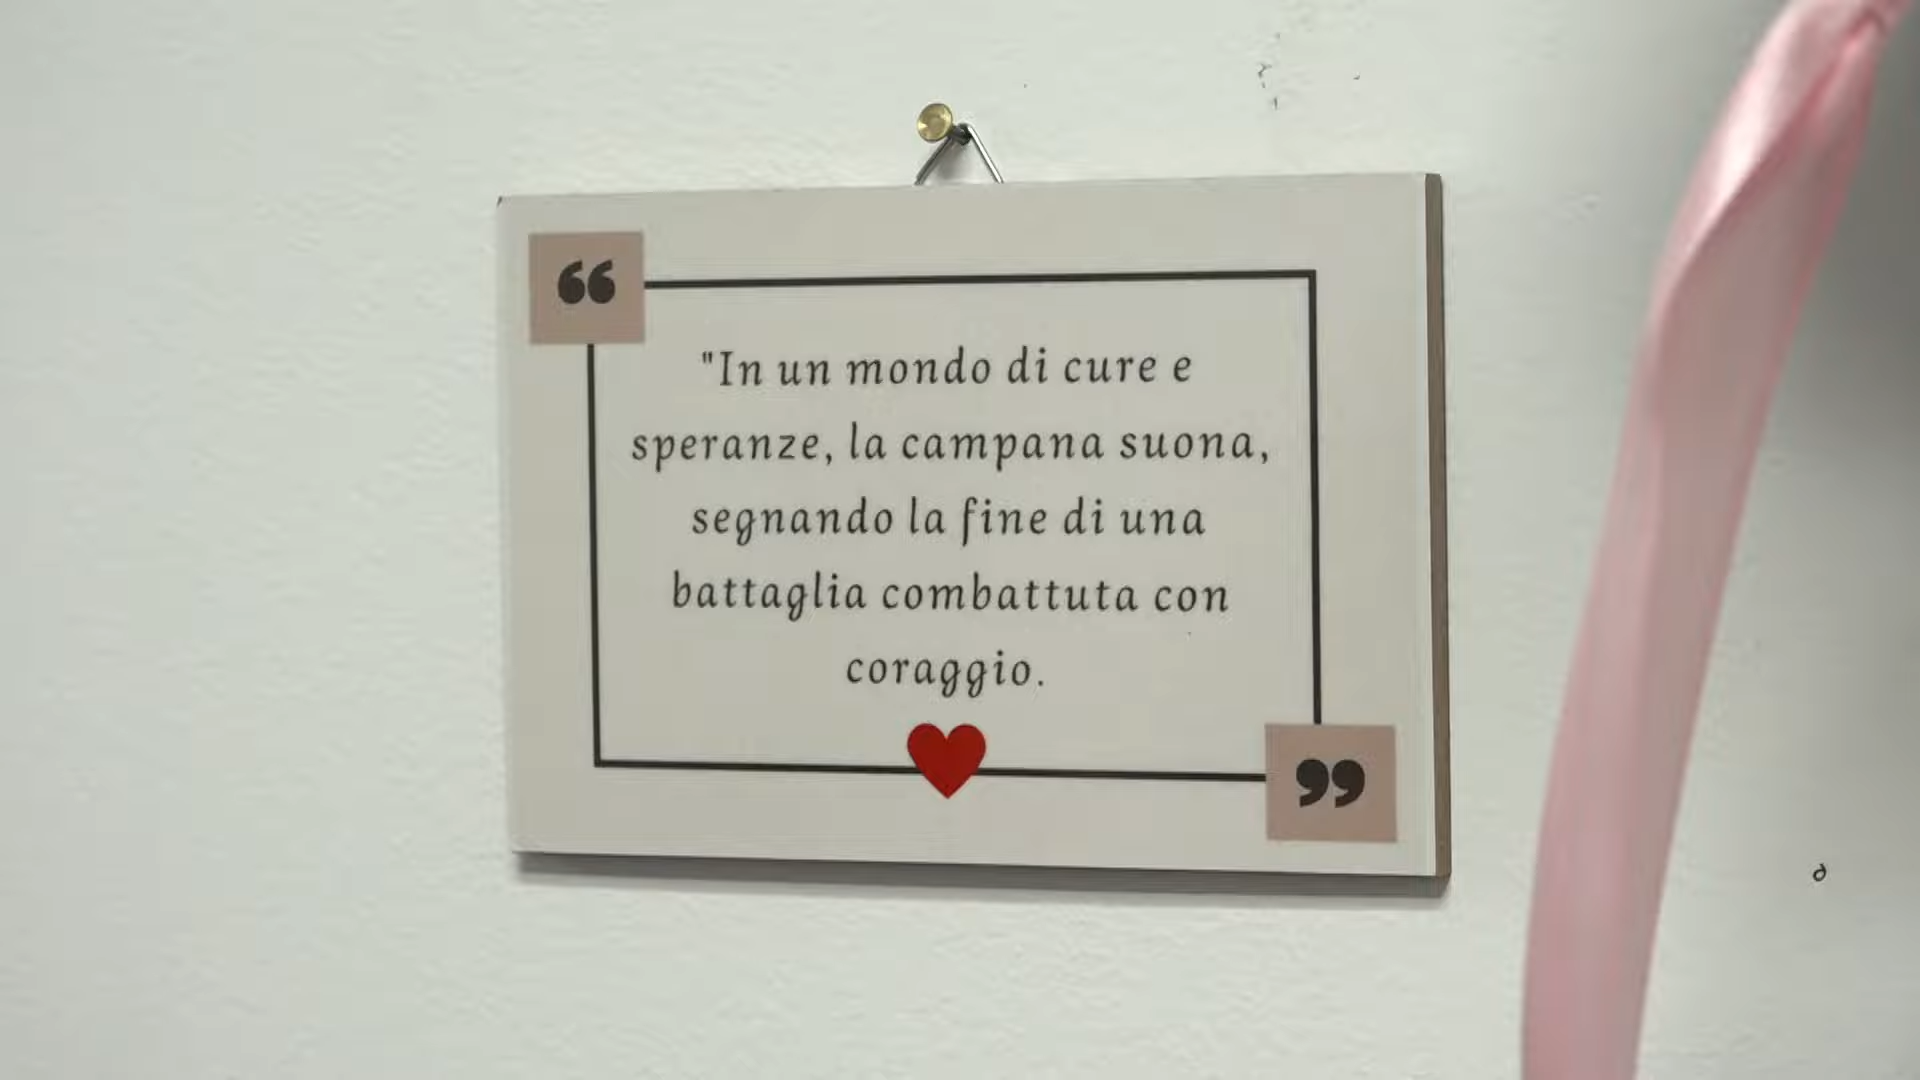 “
"In un mondo di cure e
speranze, la campana suona,
segnando la fine di una
battaglia combattuta con
coraggio.
”